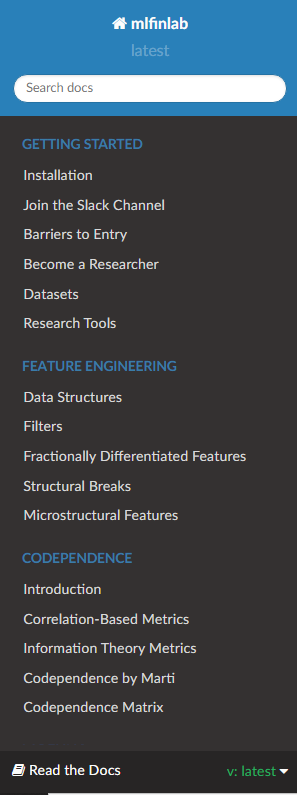 mlfinlab
latest
Search docs
GETTING STARTED
Installation
Join the Slack Channel
Barriers to Entry
Become a Researcher
Datasets
Research Tools
FEATURE ENGINEERING
Data Structures
Filters
Fractionally Differentiated Features
Structural Breaks
Microstructural Features
CODEPENDENCE
Introduction
Correlation-Based Metrics
Information Theory Metrics
Codependence by Marti
Codependence Matrix
Read the Docs v: latest